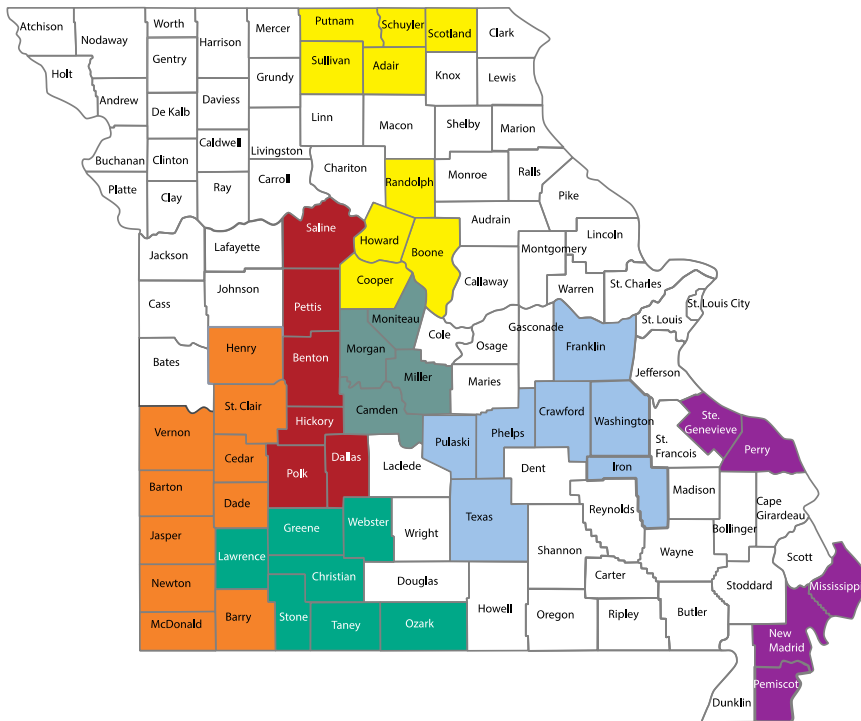 Atchison
Nodaway
Worth
Harrison
Mercer
Putnam
Schuyler
Scotland
Clark
Holt
Gentry
Grundy
Sullivan
Adair
Knox
Lewis
Andrew
De Kalb
Daviess
Linn
Macon
Shelby
Marion
Buchanan
Clinton
Caldwell
Livingston
Chariton
Monroe
Ralls
Platte
Clay
Ray
Carroll
Randolph
Pike
Audrain
Saline
Jackson
Lafayette
Howard
Boone
Montgomery
Lincoln
Cass
Johnson
Pettis
Cooper
Callaway
Warren
St. Charles
St. Louis City
St. Louis
Moniteau
Cole
Osage
Gasconade
Franklin
Bates
Henry
Benton
Morgan
Miller
Maries
Jefferson
St. Clair
Hickory
Camden
Pulaski
Phelps
Crawford
Washington
Ste.
Genevieve
Vernon
Cedar
Polk
Dallas
Laclede
Dent
Iron
St.
Francois
Perry
Barton
Dade
Greene
Webster
Wright
Texas
Reynolds
Madison
Bollinger
Cape
Girardeau
Jasper
Lawrence
Christian
Douglas
Shannon
Wayne
Scott
Newton
Carter
Stoddard
Mississippi
McDonald
Barry
Stone
Taney
Ozark
Howell
Oregon
Ripley
Butler
New
Madrid
Dunklin
Pemiscot